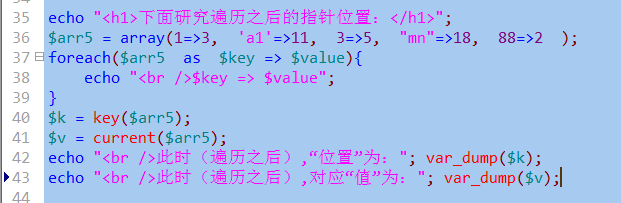 35 echo "<h1>下面研究遍历之后的指针位置：</h1>";
36 $arr5 = array(1=>3, 'a1'=>11, 3=>5, "mn"=>18, 88=>2 );
37 foreach($arr5 as $key => $value){
38 echo "<br />$key => $value";
39 }
40 $k = key($arr5);
41 $v = current($arr5);
42 echo "<br />此时（遍历之后）,“位置”为："; var_dump($k);
43 echo "<br />此时（遍历之后）,对应“值”为："; var_dump($v);
44